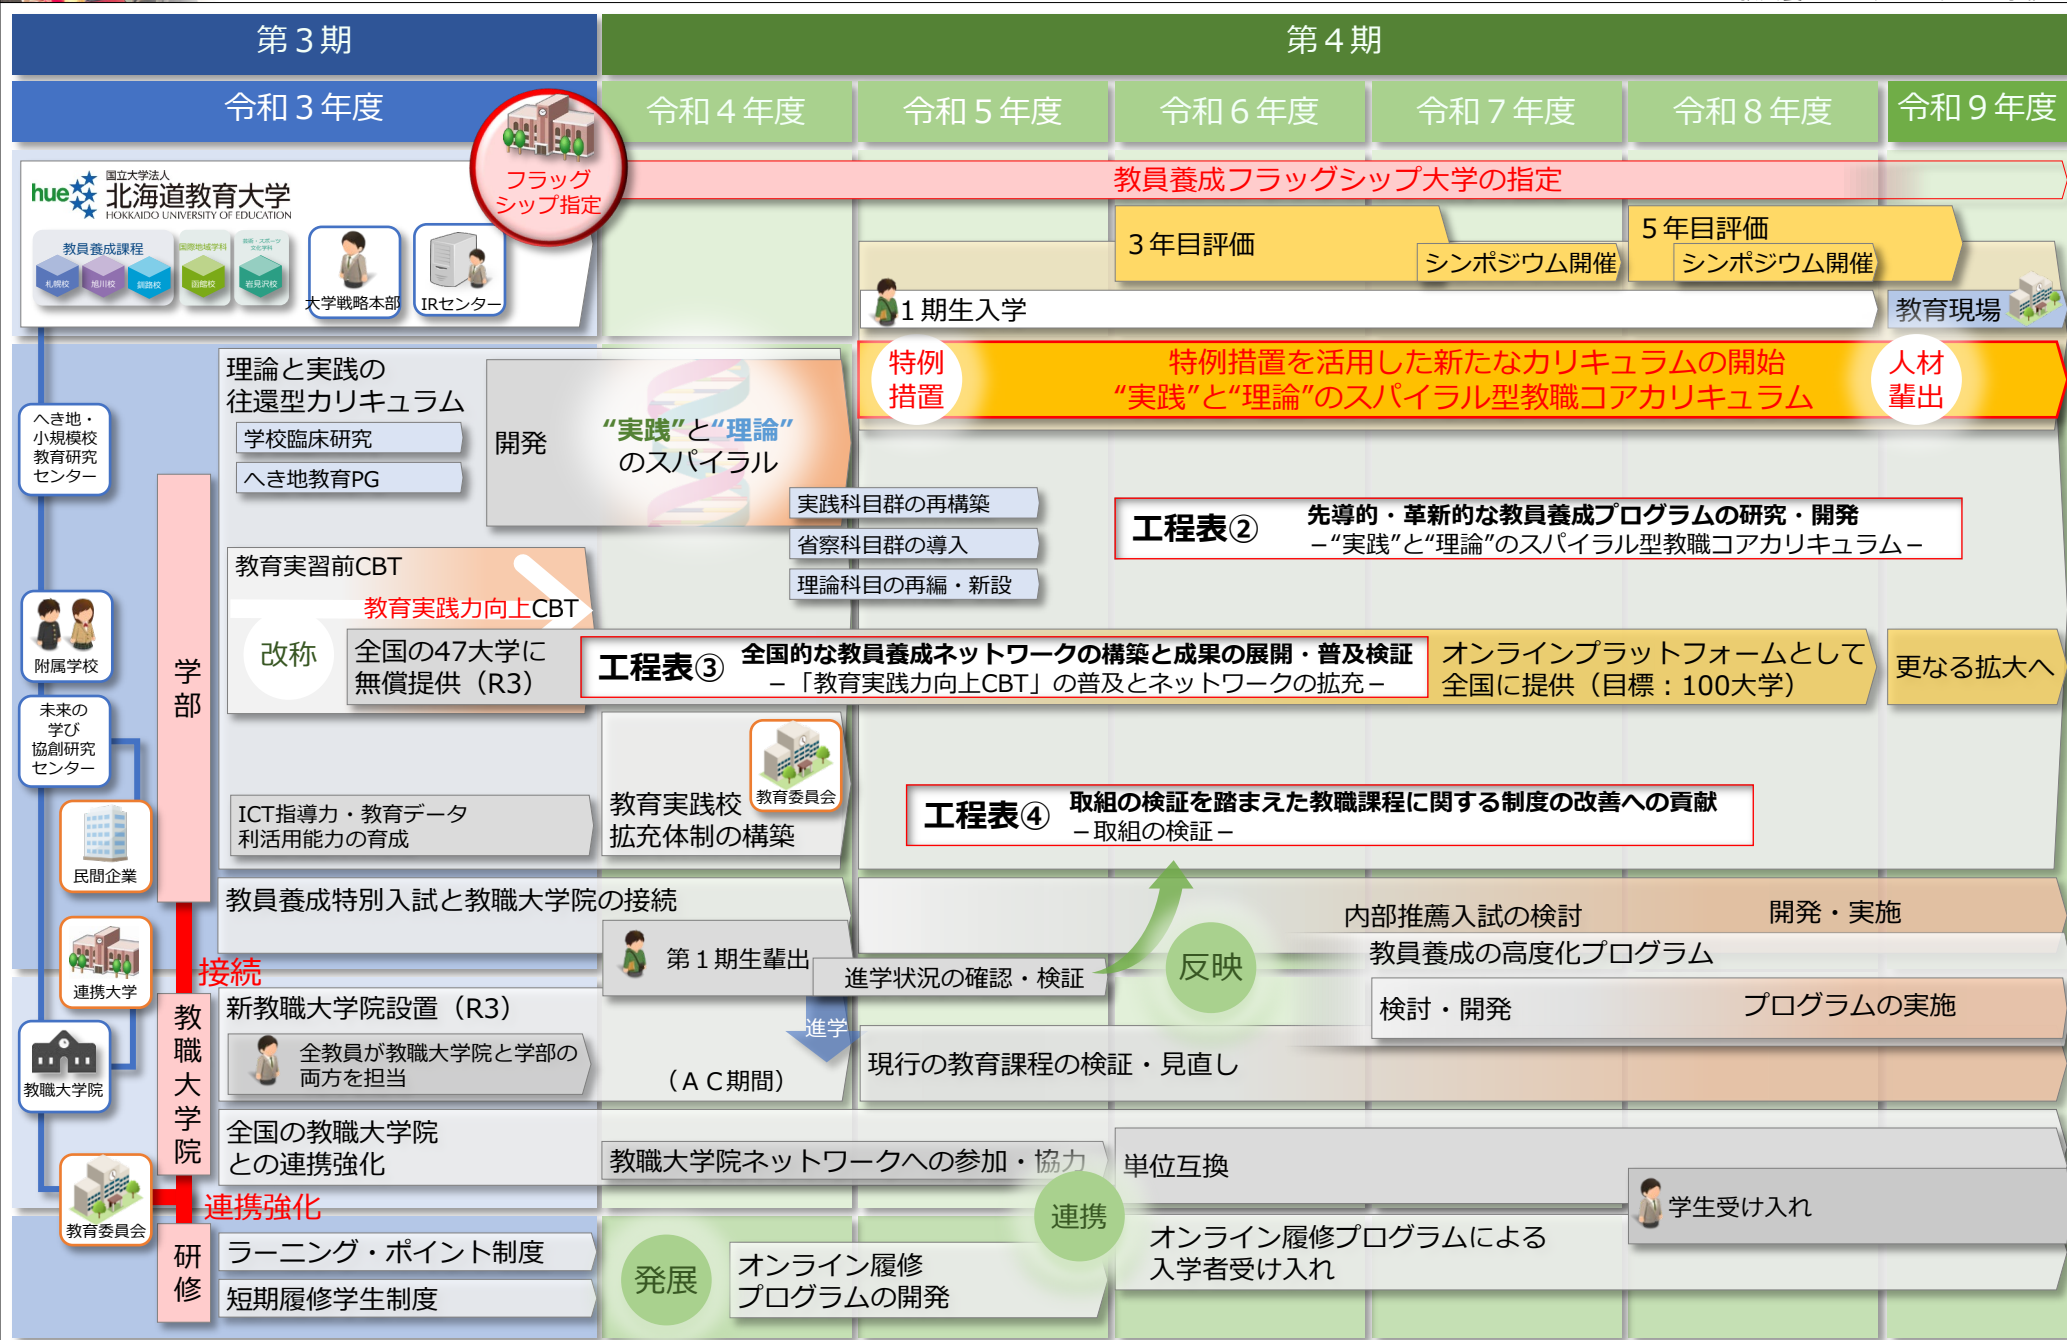 第３期
第４期
令和３年度
令和４年度
令和５年度
令和６年度
令和７年度
令和８年度
令和９年度
フラッグ
シップ指定
教員養成フラッグシップ大学の指定
hue
国立大学法人
北海道教育大学
HOKKAIDO UNIVERSITY OF EDUCATION
教員養成課程
国際地域学科
芸術・スポーツ
文化学科
札幌校
旭川校
釧路校
函館校
岩見沢校
大学戦略本部
IRセンター
３年目評価
シンポジウム開催
５年目評価
シンポジウム開催
１期生入学
教育現場
特例
措置
特例措置を活用した新たなカリキュラムの開始
“実践”と“理論”のスパイラル型教職コアカリキュラム
人材
輩出
へき地・
小規模校
教育研究
センター
附属学校
未来の
学び
協創研究
センター
民間企業
連携大学
教職大学院
教育委員会
学部
接続
教職大学院
連携強化
研修
理論と実践の
往還型カリキュラム
学校臨床研究
へき地教育PG
開発
“実践”と“理論”
のスパイラル
実践科目群の再構築
省察科目群の導入
理論科目の再編・新設
工程表②
先導的・革新的な教員養成プログラムの研究・開発
－“実践”と“理論”のスパイラル型教職コアカリキュラム－
教育実習前CBT
教育実践力向上CBT
改称
全国の47大学に
無償提供（R3）
工程表③
全国的な教員養成ネットワークの構築と成果の展開・普及検証
－「教育実践力向上CBT」の普及とネットワークの拡充－
オンラインプラットフォームとして
全国に提供（目標：100大学）
更なる拡大へ
ICT指導力・教育データ
利活用能力の育成
教育実践校
拡充体制の構築
教育委員会
工程表④
取組の検証を踏まえた教職課程に関する制度の改善への貢献
－取組の検証－
教員養成特別入試と教職大学院の接続
第１期生輩出
進学状況の確認・検証
進学
反映
内部推薦入試の検討
開発・実施
教員養成の高度化プログラム
検討・開発
プログラムの実施
新教職大学院設置（R3）
全教員が教職大学院と学部の
両方を担当
（ＡＣ期間）
現行の教育課程の検証・見直し
全国の教職大学院
との連携強化
教職大学院ネットワークへの参加・協力
単位互換
学生受け入れ
連携
ラーニング・ポイント制度
短期履修学生制度
発展
オンライン履修
プログラムの開発
オンライン履修プログラムによる
入学者受け入れ